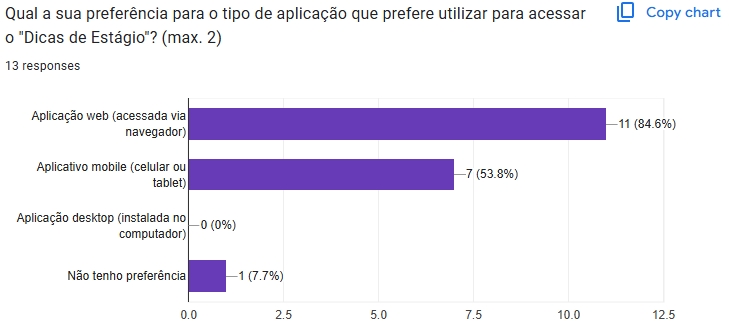 Qual a sua preferência para o tipo de aplicação que prefere utilizar para acessar
o "Dicas de Estágio"? (max. 2)
Copy chart
13 responses
Aplicação web (acessada via
navegador)
11 (84.6%)
Aplicativo mobile (celular ou
tablet)
7 (53.8%)
Aplicação desktop (instalada no
computador)
0 (0%)
Não tenho preferência
1 (7.7%)
0.0
2.5
5.0
7.5
10.0
12.5